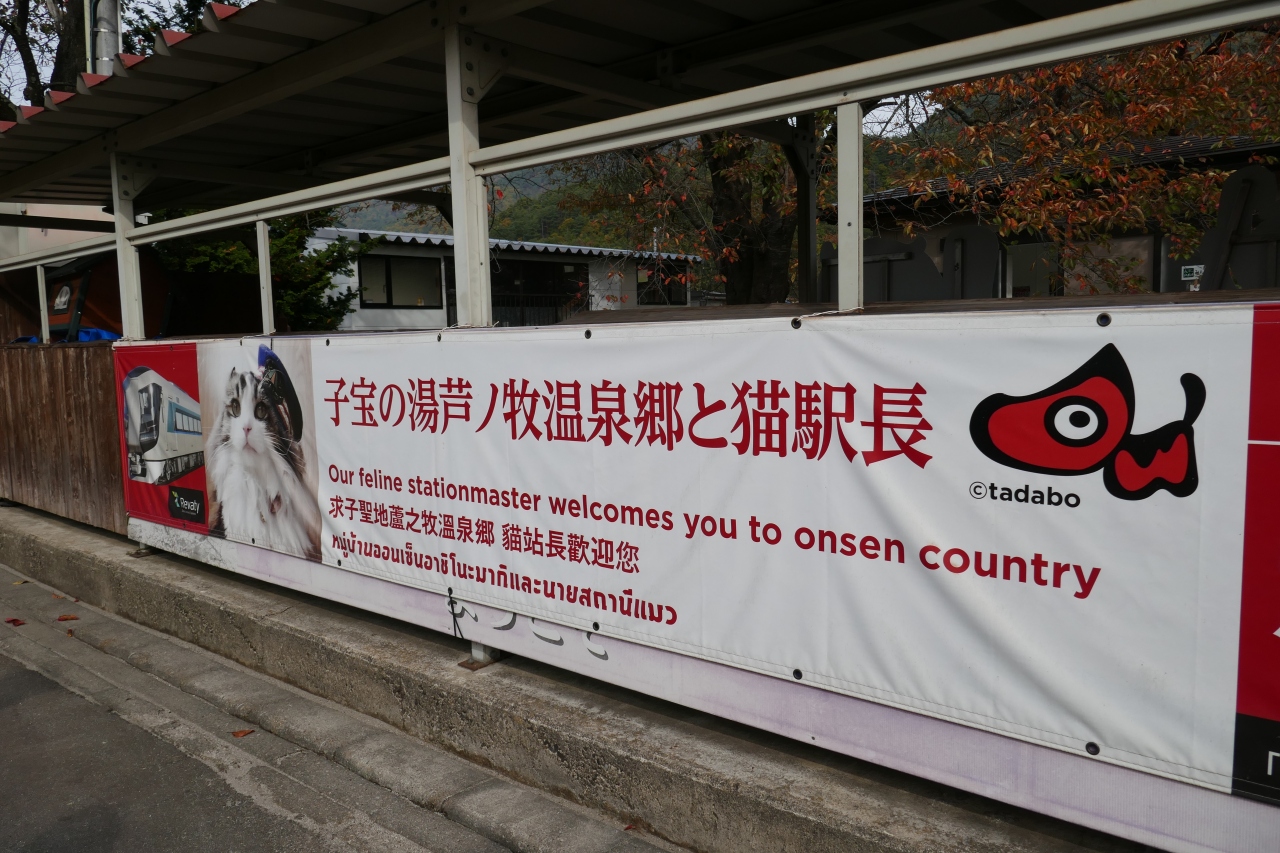 子宝の湯芦ノ牧温泉郷と猫駅長
Our feline stationmaster welcomes you to onsen country
求子聖地蘆之牧溫泉鄉 貓站長歡迎您
หมู่บ้านออนเซ็นอาชิโนะมากิและนายสถานีแมว
Revaty
©tadabo